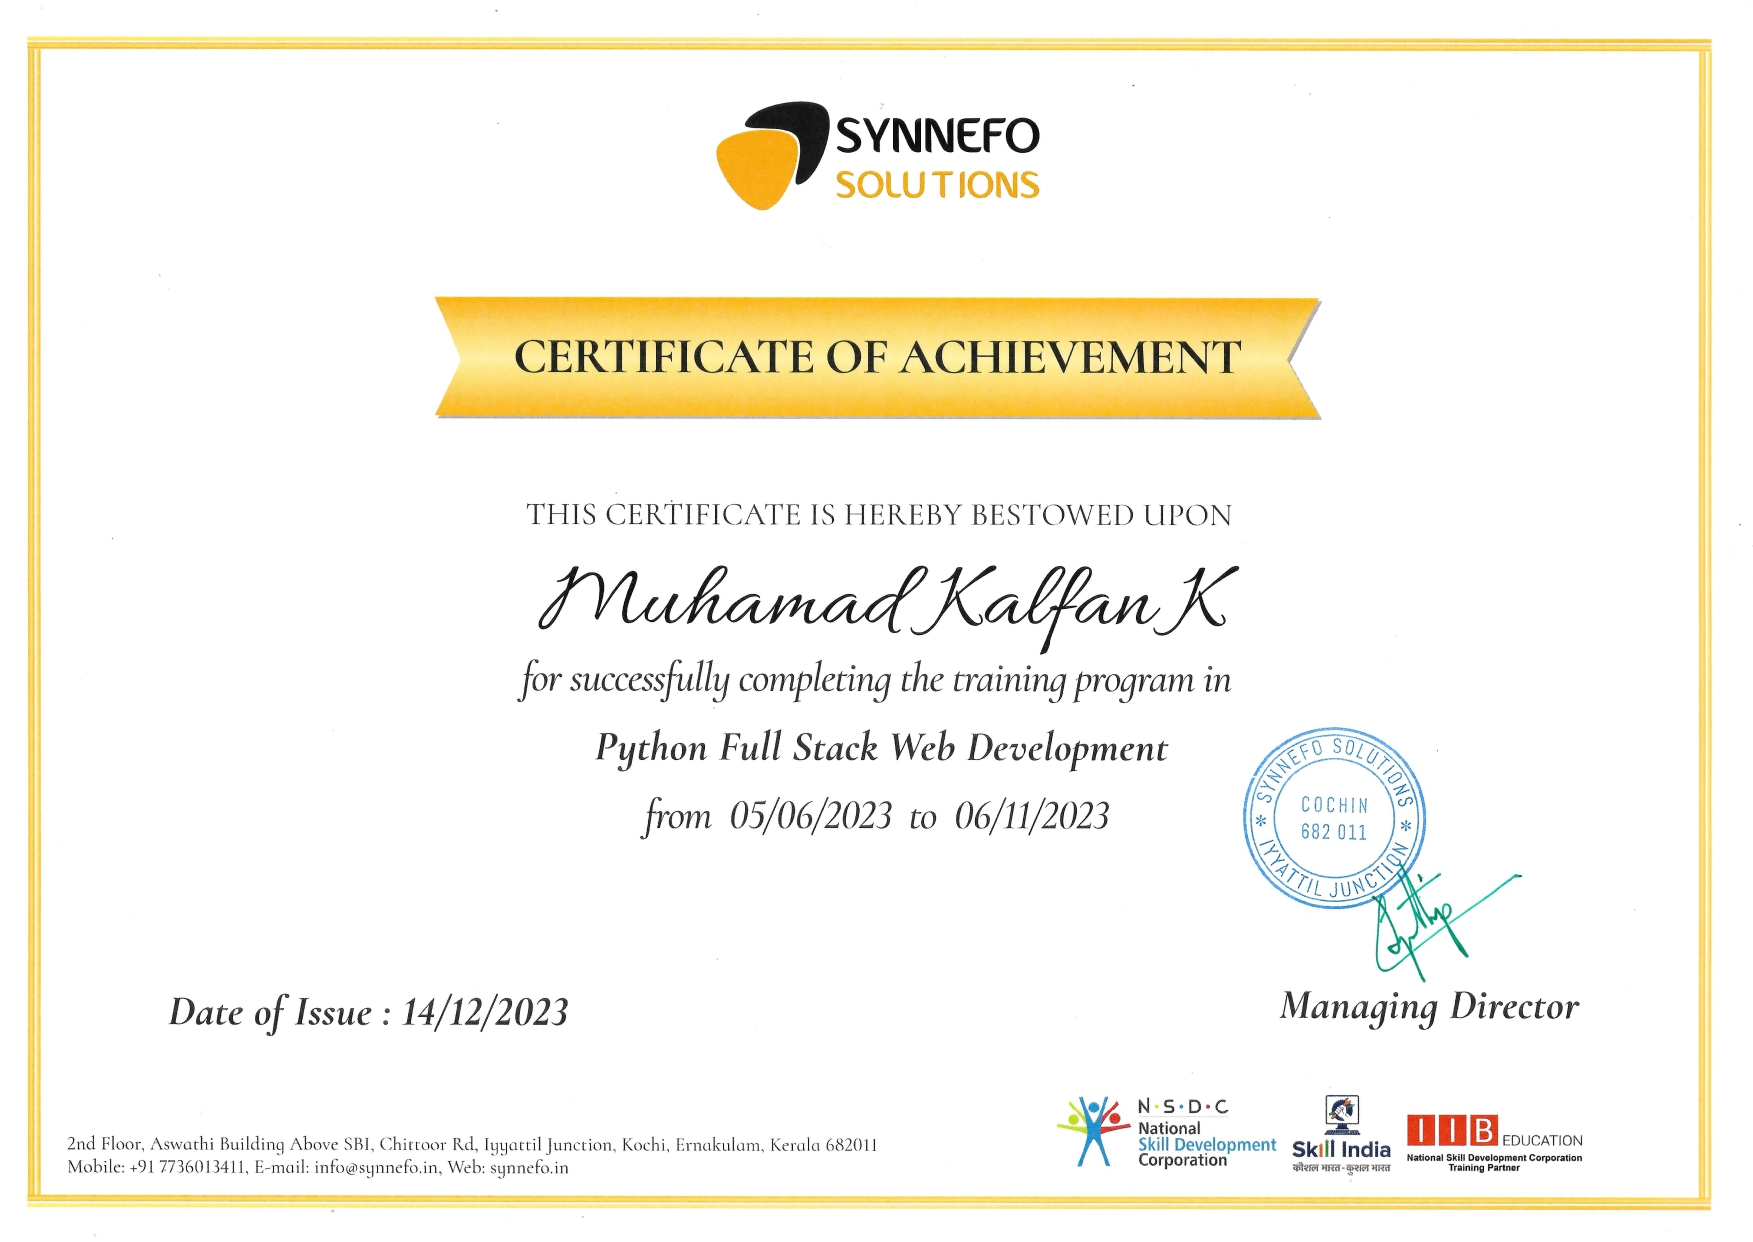 SYNNEFO
SOLUTIONS
CERTIFICATE OF ACHIEVEMENT
THIS CERTIFICATE IS HEREBY BESTOWED UPON
Muhamad Kalfan K
for successfully completing the training program in
Python Full Stack Web Development
from 05/06/2023 to 06/11/2023
* SYNNEFO SOLUTIONS *
COCHIN
682 011
IYYATTIL JUNCTION
Date of Issue : 14/12/2023
Managing Director
2nd Floor, Aswathi Building Above SBI, Chittoor Rd, Iyyattil Junction, Kochi, Ernakulam, Kerala 682011
Mobile: +91 7736013411, E-mail: info@synnefo.in, Web: synnefo.in
N·S·D·C
National
Skill Development
Corporation
Skill India
कौशल भारत-कुशल भारत
IIB EDUCATION
National Skill Development Corporation
Training Partner